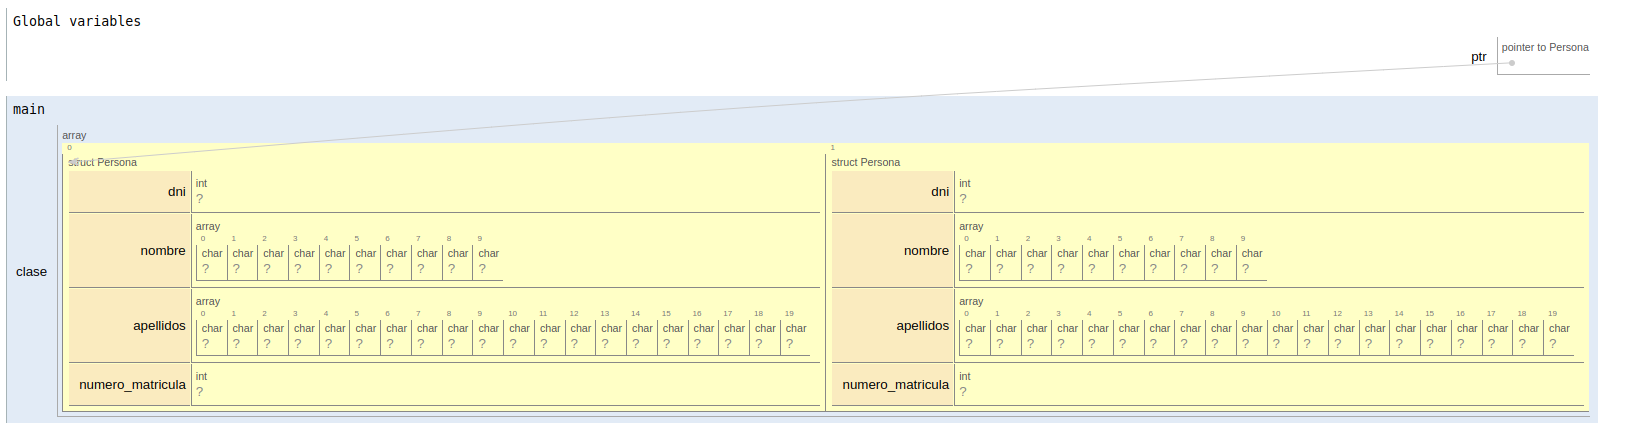 Global variables
ptr
pointer to Persona
main
clase
array
0 1
struct Persona struct Persona
dni int dni int
? ?
nombre array nombre array
0 1 2 3 4 5 6 7 8 9 0 1 2 3 4 5 6 7 8 9
char char char char char char char char char char char char char char char char char char char char
? ? ? ? ? ? ? ? ? ? ? ? ? ? ? ? ? ? ? ?
apellidos array apellidos array
0 1 2 3 4 5 6 7 8 9 10 11 12 13 14 15 16 17 18 19 0 1 2 3 4 5 6 7 8 9 10 11 12 13 14 15 16 17 18 19
char char char char char char char char char char char char char char char char char char char char char char char char char char char char char char char char char char char char char char char char
? ? ? ? ? ? ? ? ? ? ? ? ? ? ? ? ? ? ? ? ? ? ? ? ? ? ? ? ? ? ? ? ? ? ? ? ? ? ? ?
numero_matricula int numero_matricula int
? ?